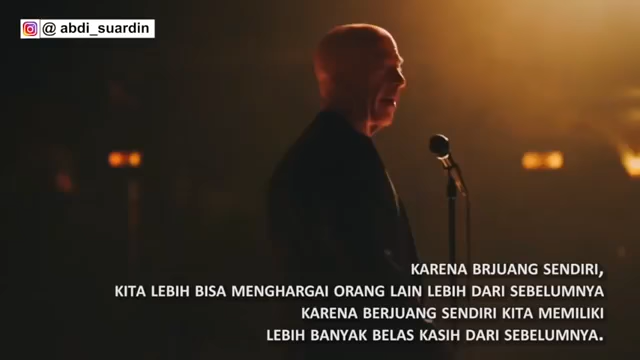 @ abdi_suardin
KARENA BRJUANG SENDIRI,
KITA LEBIH BISA MENGHARGAI ORANG LAIN LEBIH DARI SEBELUMNYA
KARENA BERJUANG SENDIRI KITA MEMILIKI
LEBIH BANYAK BELAS KASIH DARI SEBELUMNYA.